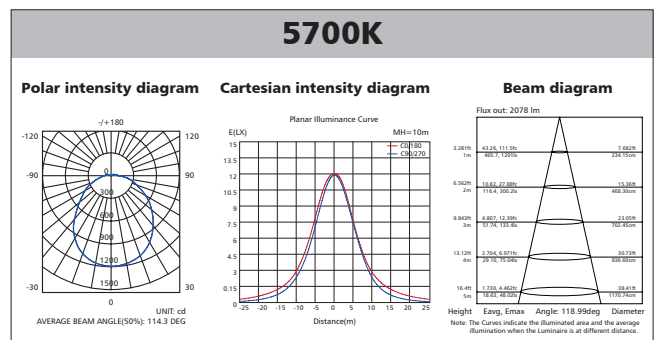 5700K
Polar intensity diagram
Cartesian intensity diagram
Beam diagram
-/+180
-120
120
-90
90
-30
30
0
0
300
600
900
1200
1500
UNIT: cd
AVERAGE BEAM ANGLE(50%): 114.3 DEG
Planar Illuminance Curve
E(LX)
MH=10m
C0/180
C90/270
15
13.5
12
10.5
9
7.5
6
4.5
3
0.15
0
-25 -20 -15 -10 -5 0 5 10 15 20 25
Distance(m)
Flux out: 2078 lm
3.281ft 43.26, 111.5fc 7.682ft
1m 465.7, 1201lx 234.15cm
6.562ft 10.82, 27.88fc 15.36ft
2m 116.4, 300.2lx 468.30cm
9.843ft 4.807, 12.39fc 23.05ft
3m 51.74, 133.4lx 702.45cm
13.12ft 2.704, 6.971fc 30.73ft
4m 29.10, 75.04lx 936.60cm
16.4ft 1.730, 4.462fc 38.41ft
5m 18.63, 48.02lx 1170.74cm
Height Eavg, Emax Angle: 118.99deg Diameter
Note: The Curves indicate the illuminated area and the average
illumination when the Luminaire is at different distance.